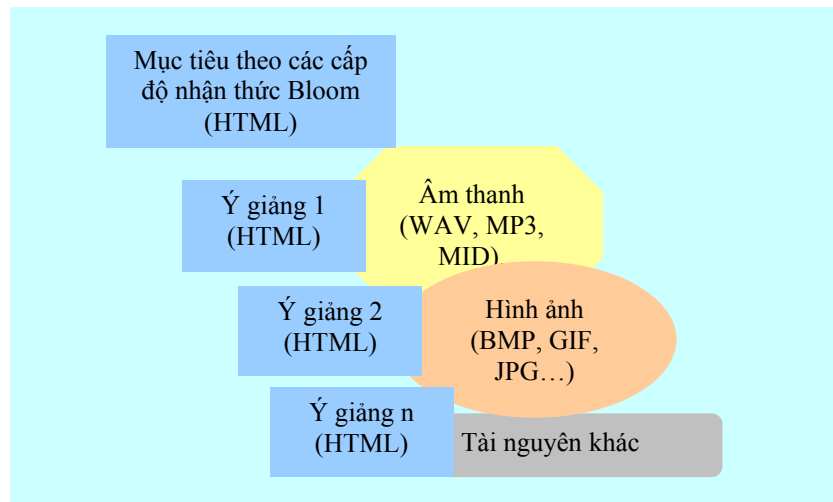 Mục tiêu theo các cấp
độ nhận thức Bloom
(HTML)
Ý giảng 1
(HTML)
Âm thanh
(WAV, MP3,
MID)
Ý giảng 2
(HTML)
Hình ảnh
(BMP, GIF,
JPG…)
Ý giảng n
(HTML)
Tài nguyên khác